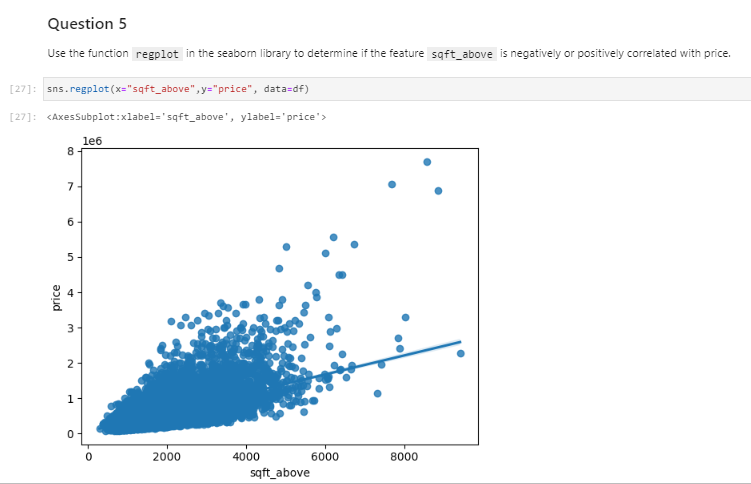 Question 5
Use the function regplot in the seaborn library to determine if the feature sqft_above is negatively or positively correlated with price.
[27]: sns.regplot(x="sqft_above",y="price", data=df)
[27]: <AxesSubplot:xlabel='sqft_above', ylabel='price'>
1e6
8
7
6
5
4
3
2
1
0
price
0 2000 4000 6000 8000
sqft_above